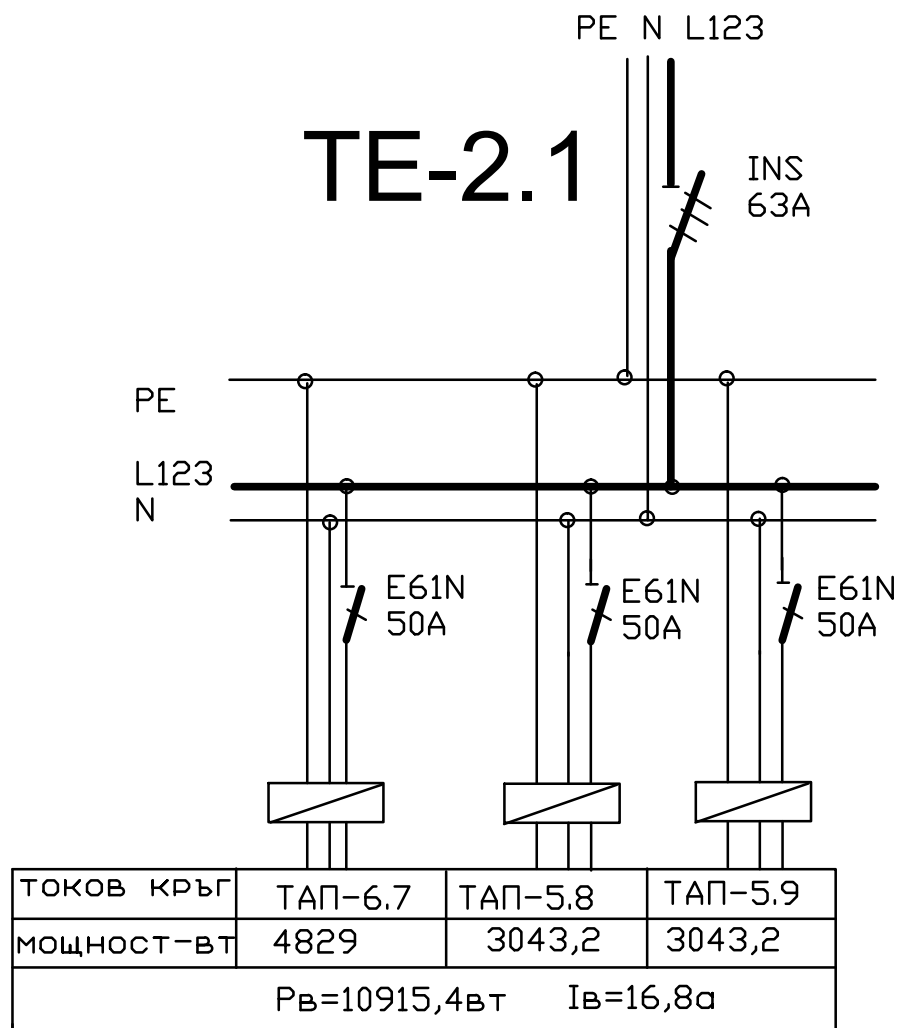 PE N L123
TE-2.1
INS
63A
PE
L123
N
E61N
50A
E61N
50A
E61N
50A
ТОКОВ КРЪГ ТАП-6.7 ТАП-5.8 ТАП-5.9
МОЩНОСТ-ВТ 4829 3043,2 3043,2
Pв=10915,4вт Iв=16,8а